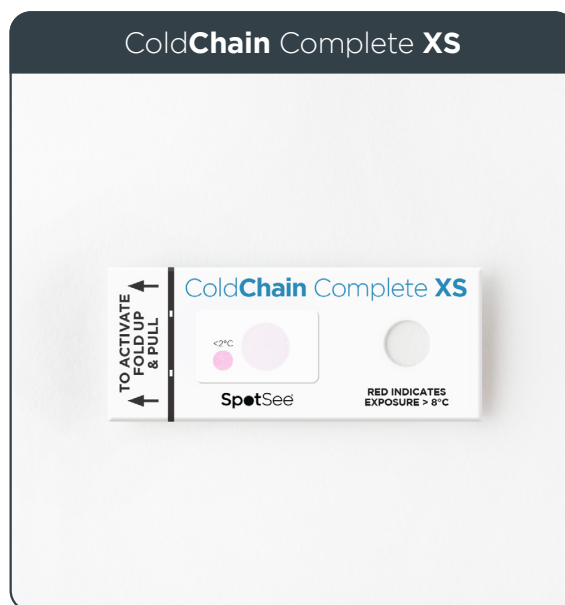 ColdChain Complete XS
TO ACTIVATE
FOLD UP
& PULL
ColdChain Complete XS
<2°C
SpotSee
RED INDICATES
EXPOSURE > 8°C